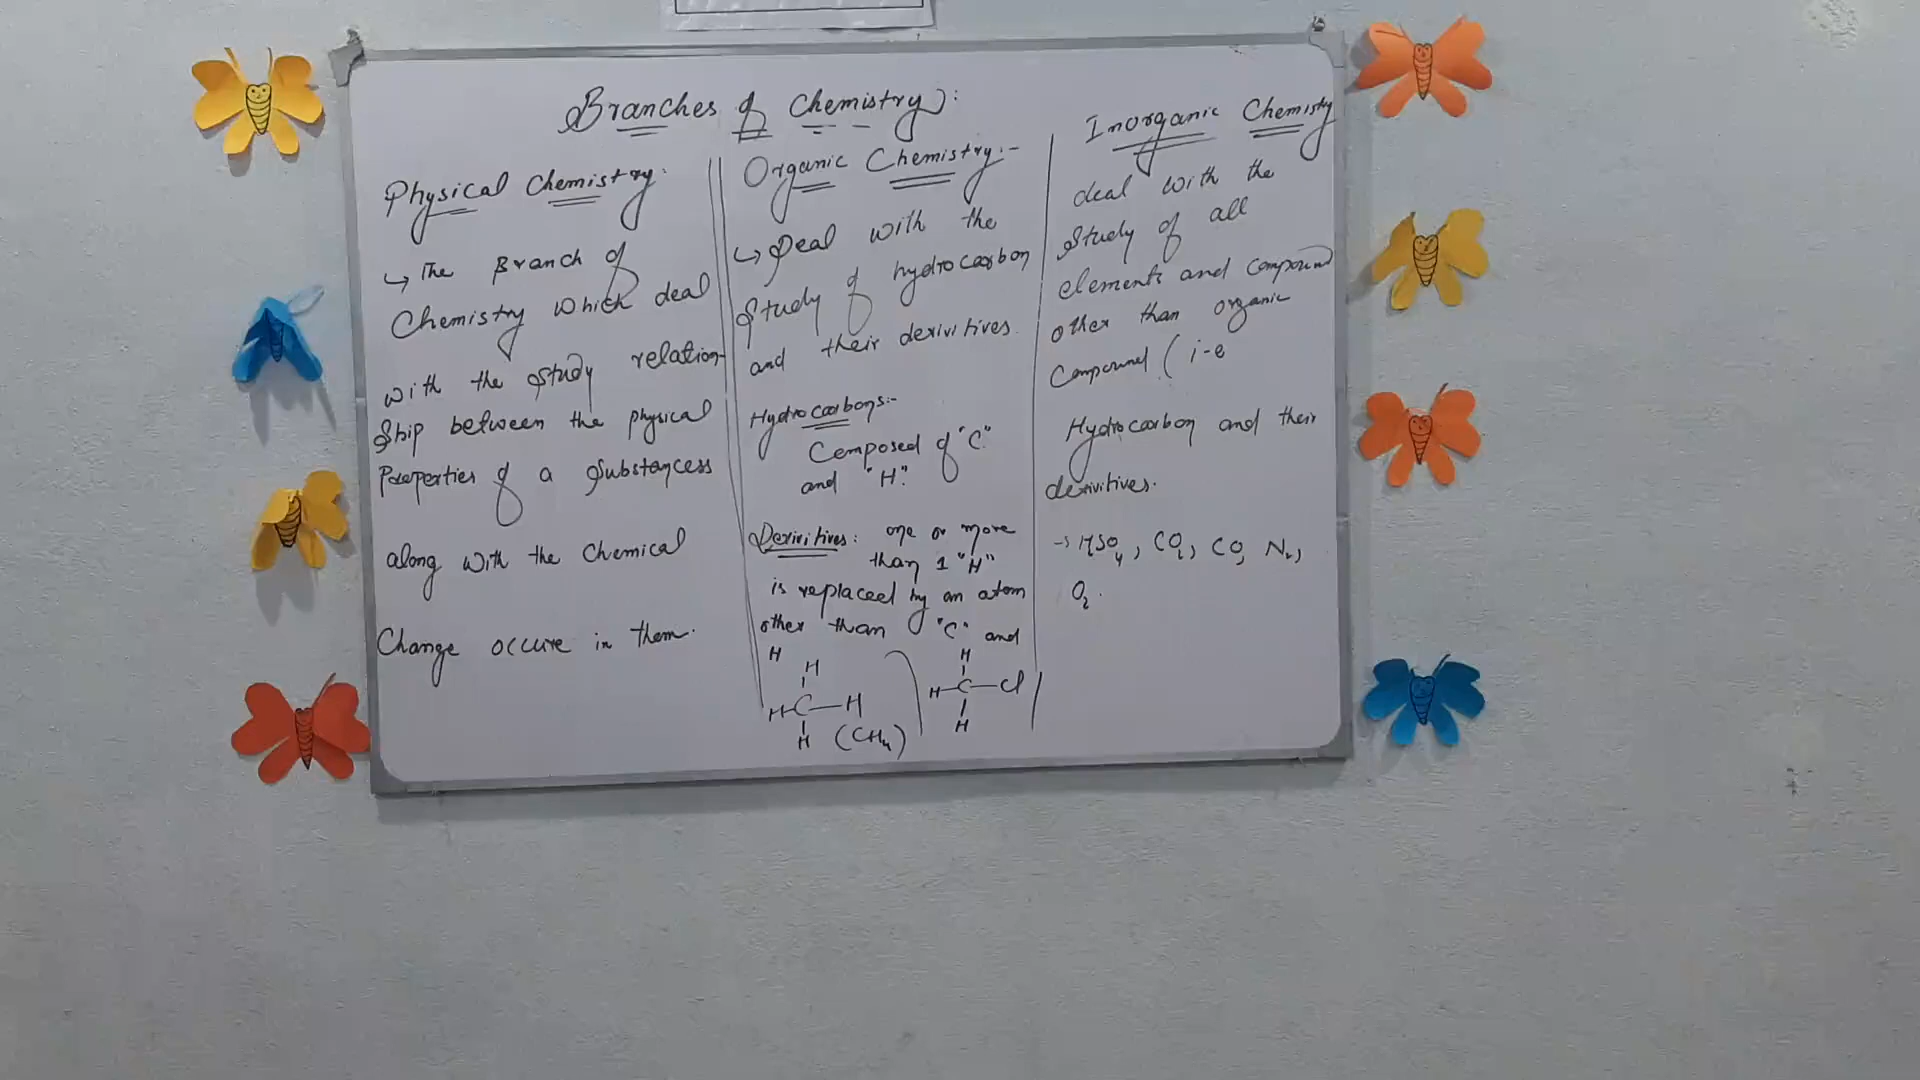 Branches of Chemistry:
Physical Chemistry:
↳ The Branch of
Chemistry which deal
with the study relation-
ship between the physical
Properties of a substancess
along with the chemical
Change occure in them.
Organic Chemistry:-
↳ Deal with the
study of hydrocarbon
and their derivitives.
Hydrocarbons:-
Composed of "C"
and "H".
Derivitives: one or more
than 1 "H"
is replaced by an atom
other than "C" and
H
H
H-C-H
H (CH4)
H
H-C-Cl
H
Inorganic Chemistry
deal with the
study of all
elements and compound
other than organic
Compound (i-e
Hydrocarbon and their
derivitives.
→ HSO4, CO2, CO, N2,
O2.